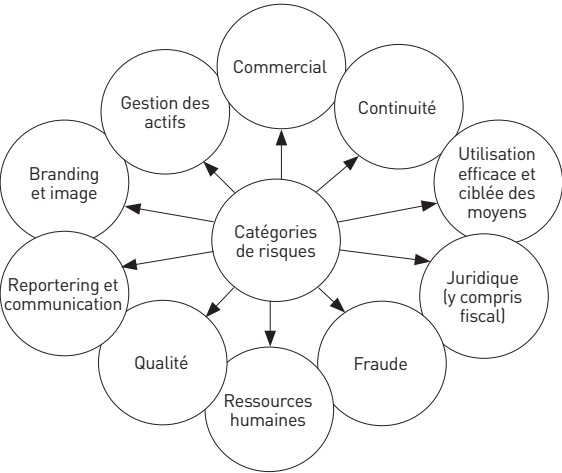 Commercial
Continuité
Utilisation
efficace et
ciblée des
moyens
Juridique
(y compris
fiscal)
Fraude
Ressources
humaines
Qualité
Reportering et
communication
Branding
et image
Gestion des
actifs
Catégories
de risques